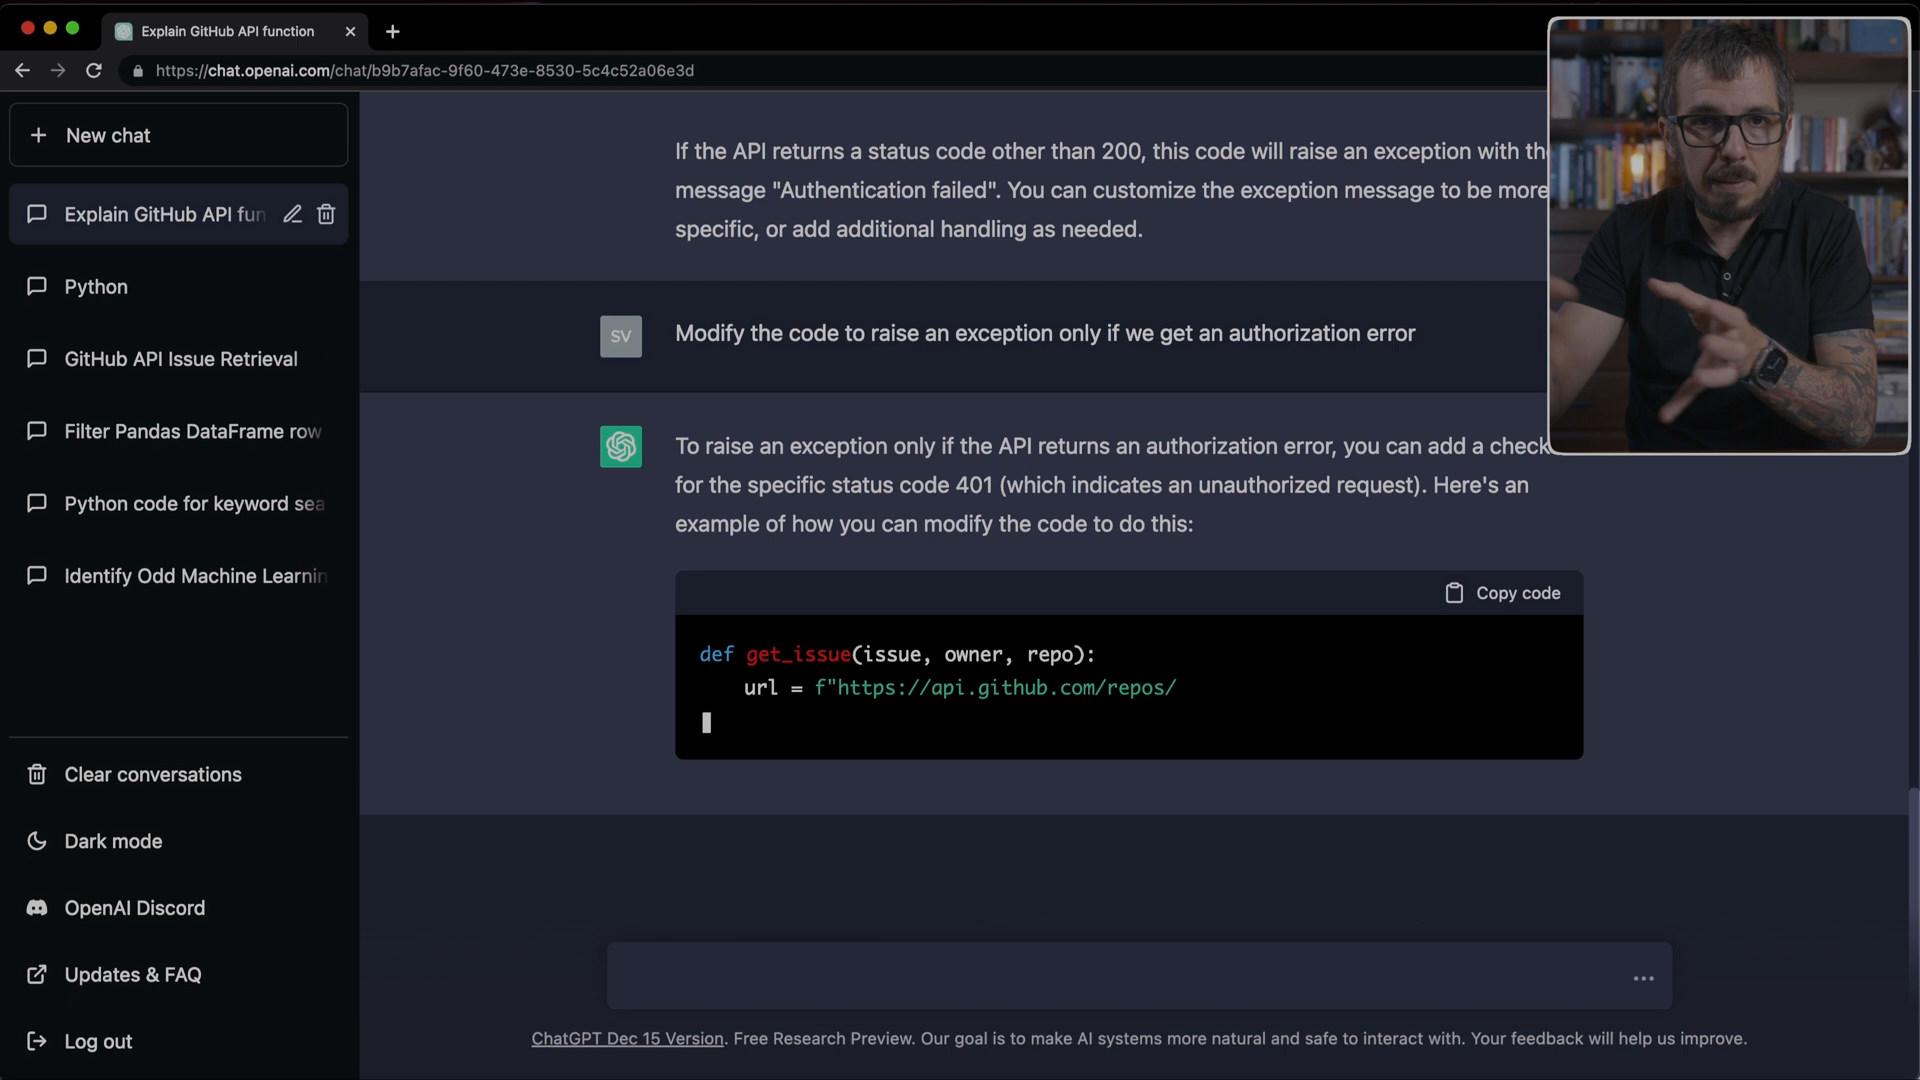 Explain GitHub API function
https://chat.openai.com/chat/b9b7afac-9f60-473e-8530-5c4c52a06e3d
New chat
Explain GitHub API fun
Python
GitHub API Issue Retrieval
Filter Pandas DataFrame row
Python code for keyword sea
Identify Odd Machine Learnin
Clear conversations
Dark mode
OpenAI Discord
Updates & FAQ
Log out
If the API returns a status code other than 200, this code will raise an exception with th
message "Authentication failed". You can customize the exception message to be more
specific, or add additional handling as needed.
SV
Modify the code to raise an exception only if we get an authorization error
To raise an exception only if the API returns an authorization error, you can add a check
for the specific status code 401 (which indicates an unauthorized request). Here's an
example of how you can modify the code to do this:
Copy code
def get_issue(issue, owner, repo):
url = f"https://api.github.com/repos/
ChatGPT Dec 15 Version. Free Research Preview. Our goal is to make AI systems more natural and safe to interact with. Your feedback will help us improve.